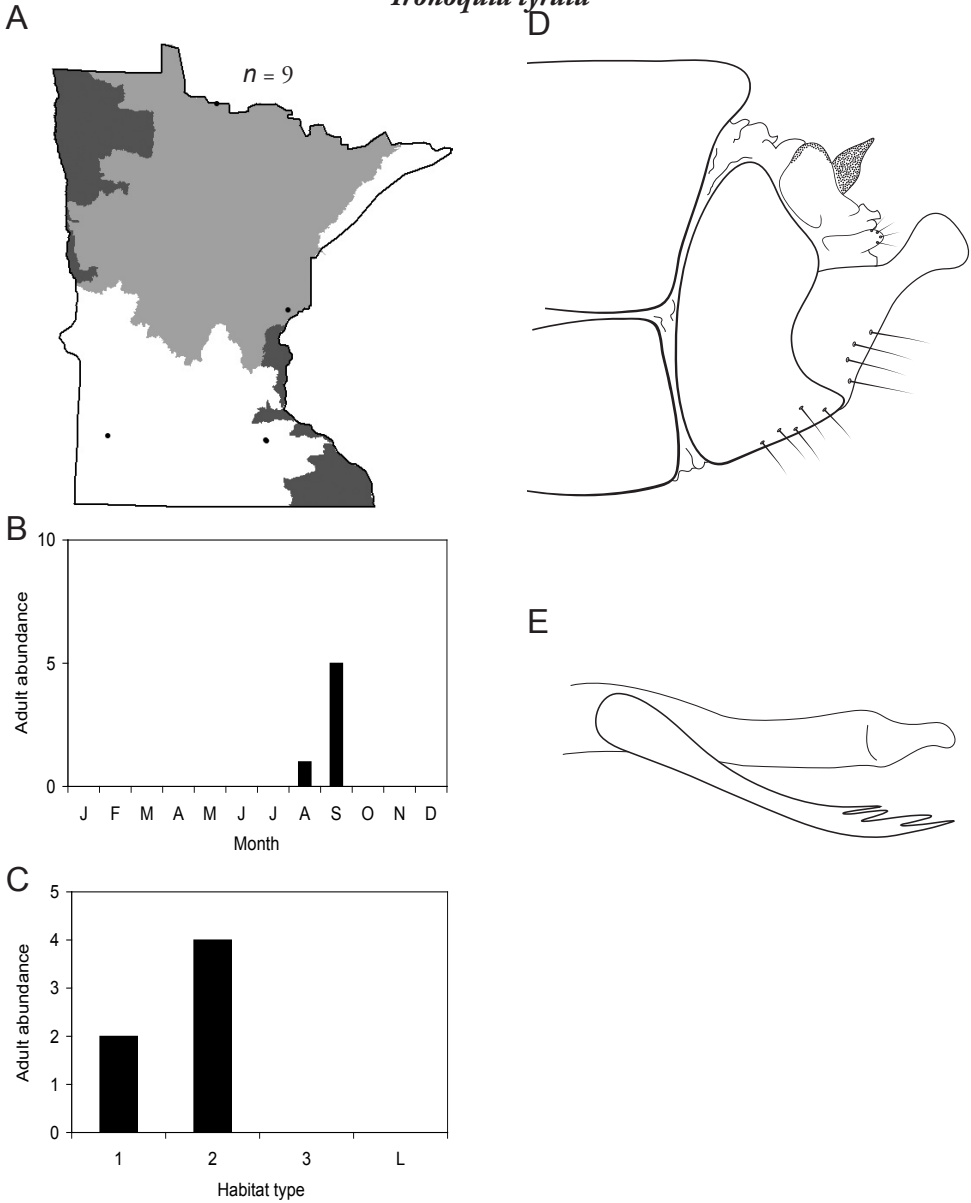 Ironoquia lyrata
A
D
n = 9
B
10
5
0
Adult abundance
J F M A M J J A S O N D
Month
E
C
5
4
3
2
1
0
Adult abundance
1 2 3 L
Habitat type